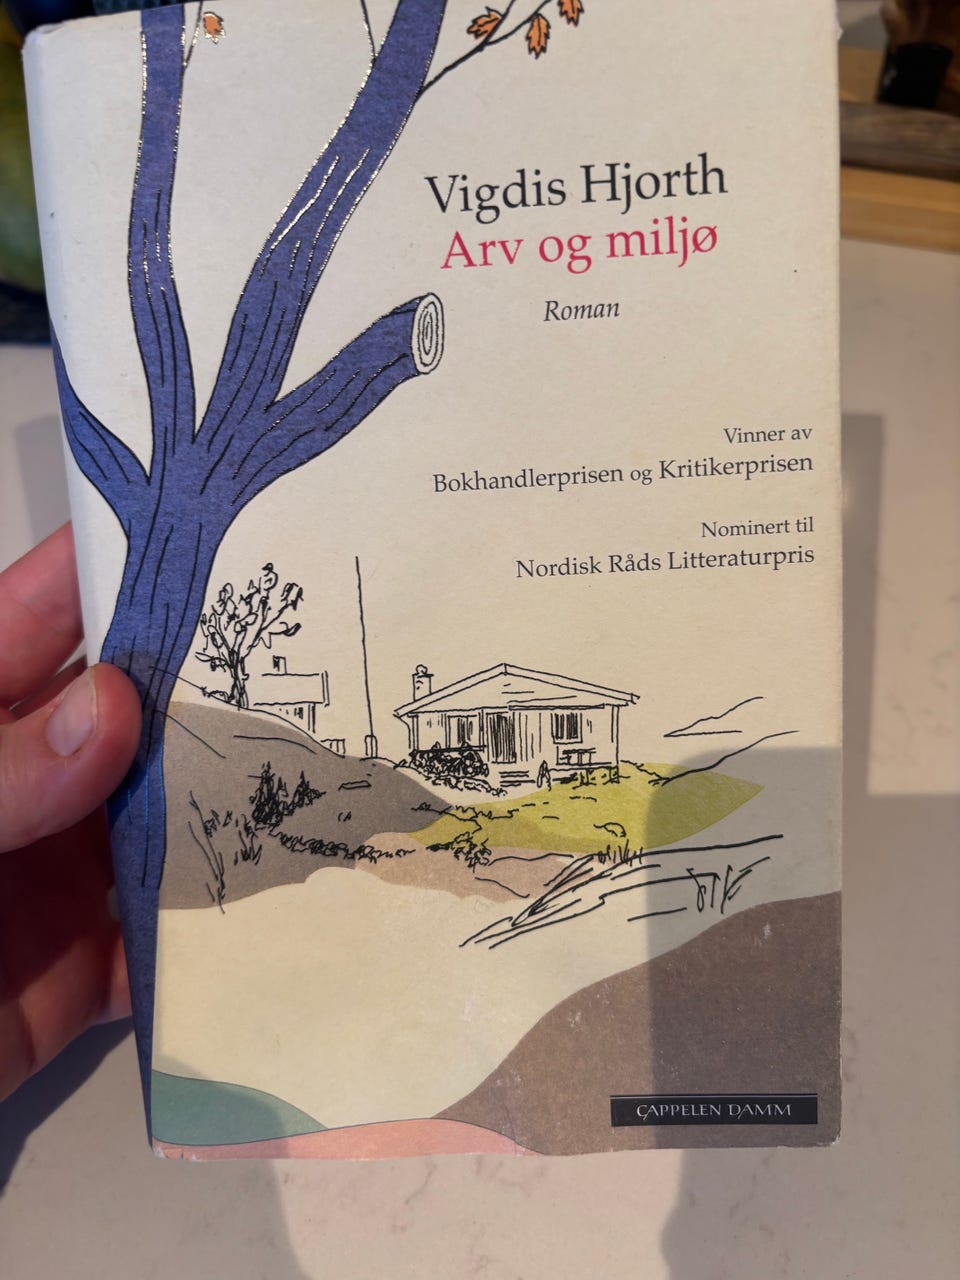 Vigdis Hjorth
Arv og miljø
Roman
Vinner av
Bokhandlerprisen og Kritikerprisen
Nominert til
Nordisk Råds Litteraturpris
CAPPELEN DAMM